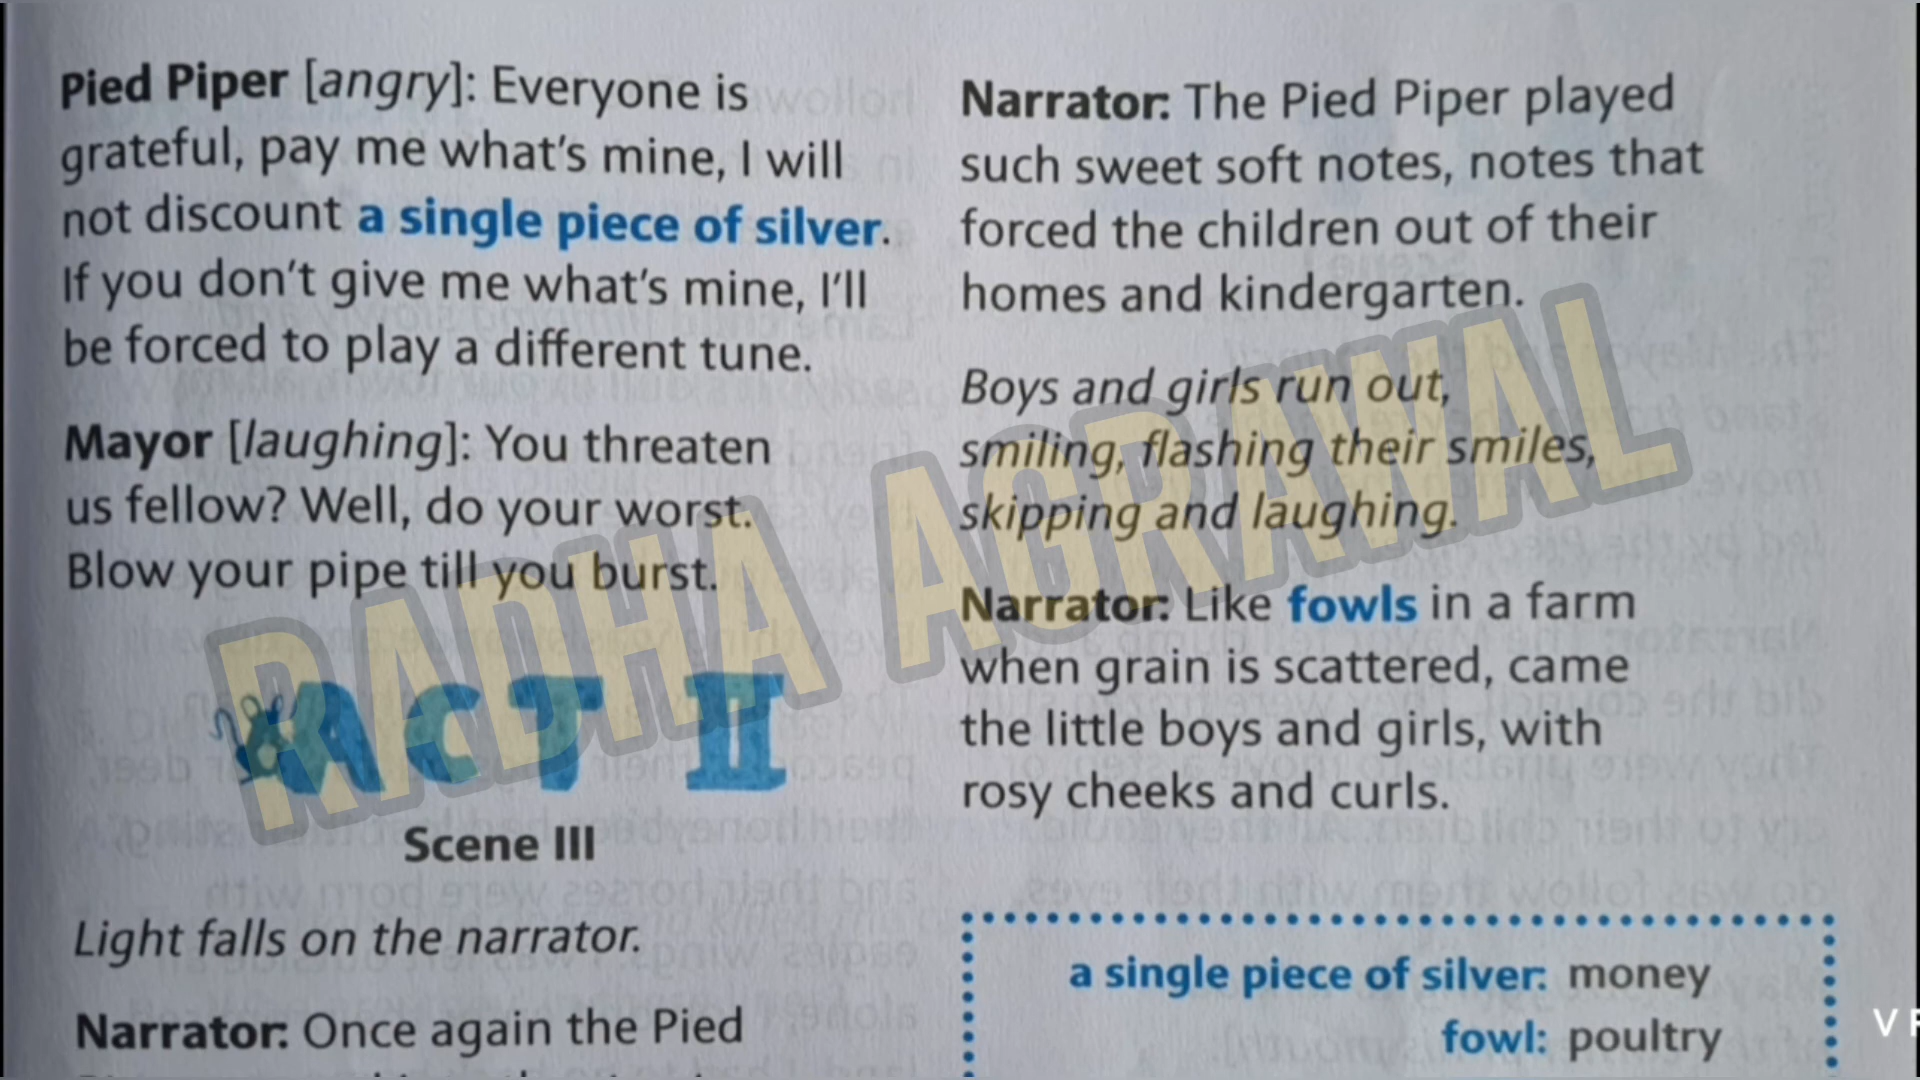 Pied Piper [angry]: Everyone is
grateful, pay me what's mine, I will
not discount a single piece of silver.
If you don't give me what's mine, I'll
be forced to play a different tune.
Mayor [laughing]: You threaten
us fellow? Well, do your worst.
Blow your pipe till you burst.
ACT II
Scene III
Light falls on the narrator.
Narrator: Once again the Pied
Narrator: The Pied Piper played
such sweet soft notes, notes that
forced the children out of their
homes and kindergarten.
Boys and girls run out,
smiling, flashing their smiles,
skipping and laughing.
Narrator: Like fowls in a farm
when grain is scattered, came
the little boys and girls, with
rosy cheeks and curls.
a single piece of silver: money
fowl: poultry
RADHA AGRAWAL